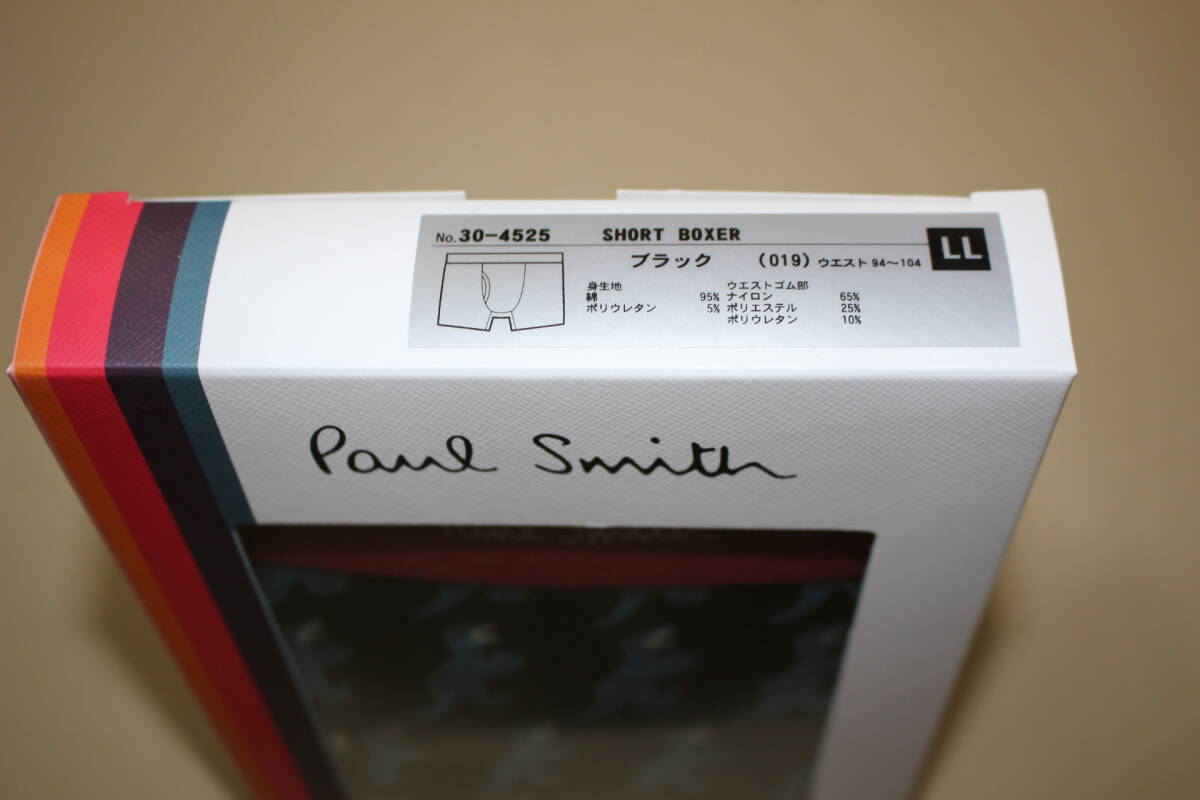 No. 30-4525 SHORT BOXER
ブラック (019) ウエスト 94〜104 LL
身生地 ウエストゴム部
綿 95% ナイロン 65%
ポリウレタン 5% ポリエステル 25%
ポリウレタン 10%
Paul Smith
Paul Smith